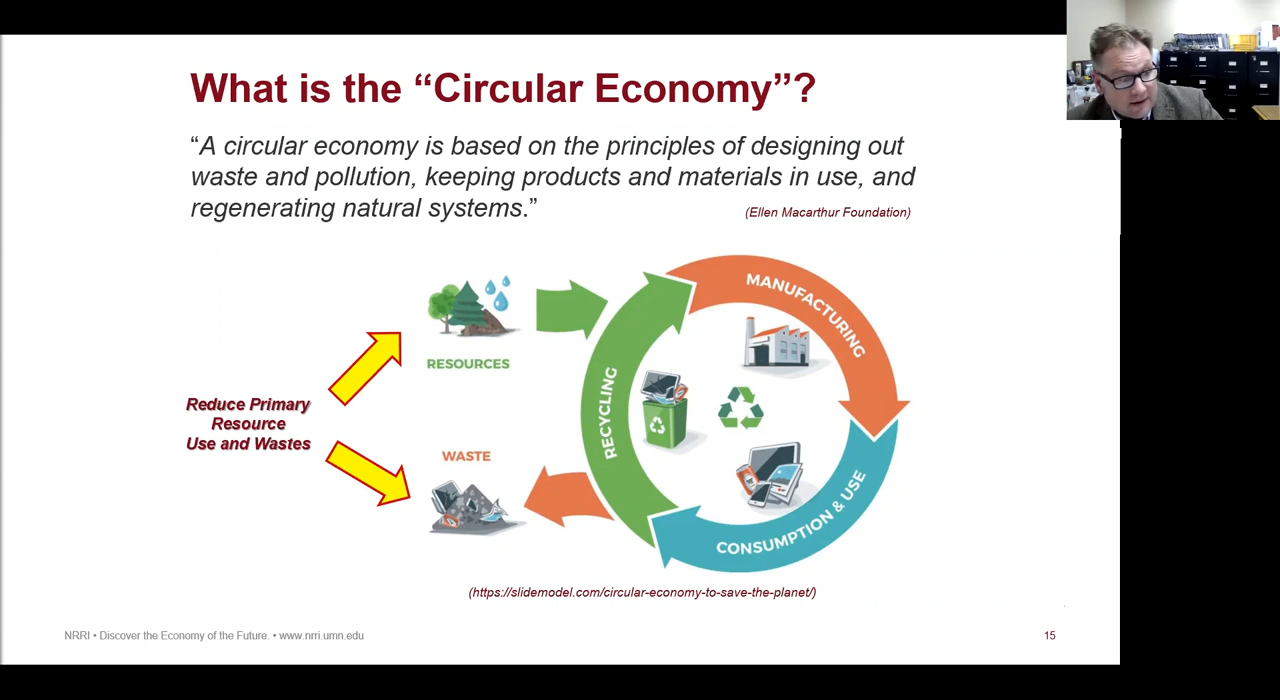 What is the “Circular Economy”?
“A circular economy is based on the principles of designing out
waste and pollution, keeping products and materials in use, and
regenerating natural systems.”
(Ellen Macarthur Foundation)
MANUFACTURING
RESOURCES
RECYCLING
Reduce Primary
Resource
Use and Wastes
WASTE
CONSUMPTION & USE
(https://slidemodel.com/circular-economy-to-save-the-planet/)
NRRI • Discover the Economy of the Future. • www.nrri.umn.edu
15